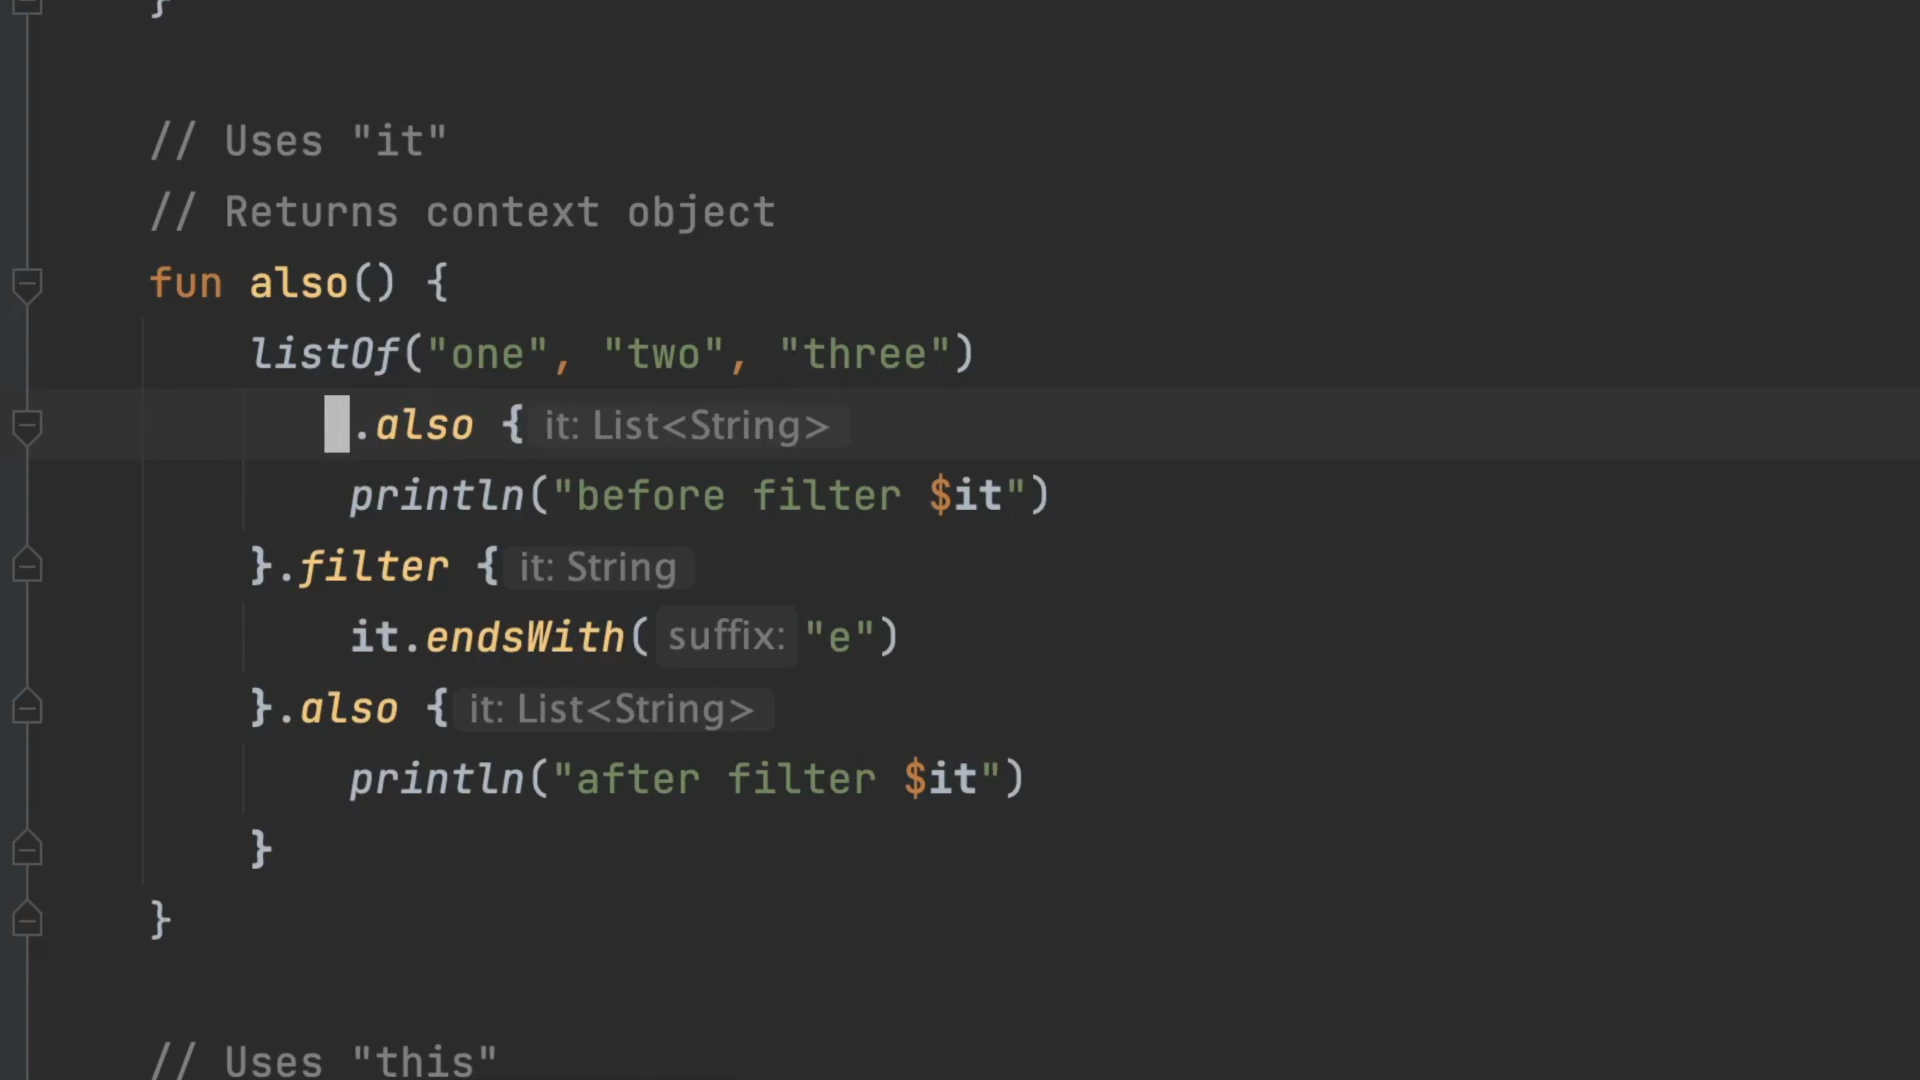 }
// Uses "it"
// Returns context object
fun also() {
listOf("one", "two", "three")
.also { it: List<String>
println("before filter $it")
}.filter { it: String
it.endsWith( suffix: "e")
}.also { it: List<String>
println("after filter $it")
}
}
// Uses "this"